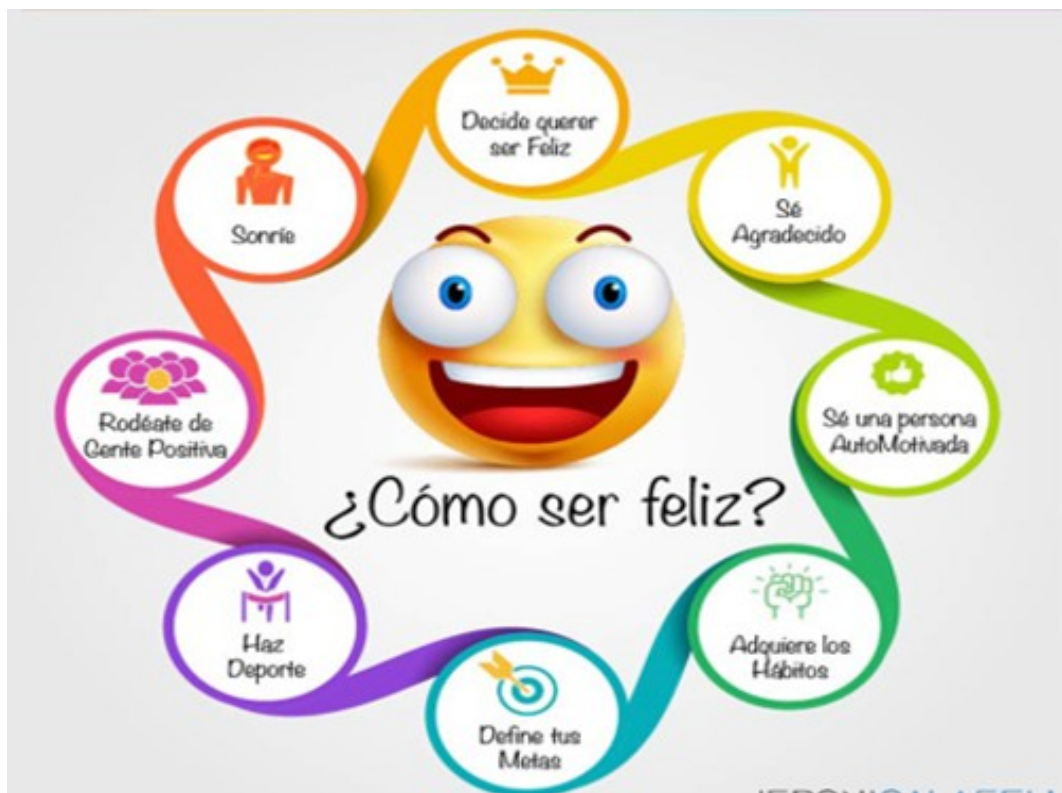 Decide querer
ser Feliz
Sé
Agradecido
Sé una persona
AutoMotivada
Adquiere los
Hábitos
Define tus
Metas
Haz
Deporte
Rodéate de
Gente Positiva
Sonríe
¿Cómo ser feliz?